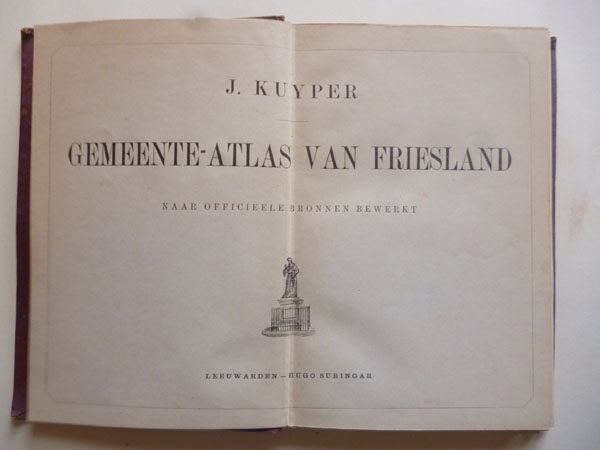 J. KUYPER
GEMEENTE-ATLAS VAN FRIESLAND
NAAR OFFICIEELE BRONNEN BEWERKT
LEEUWARDEN — HUGO SURINGAR